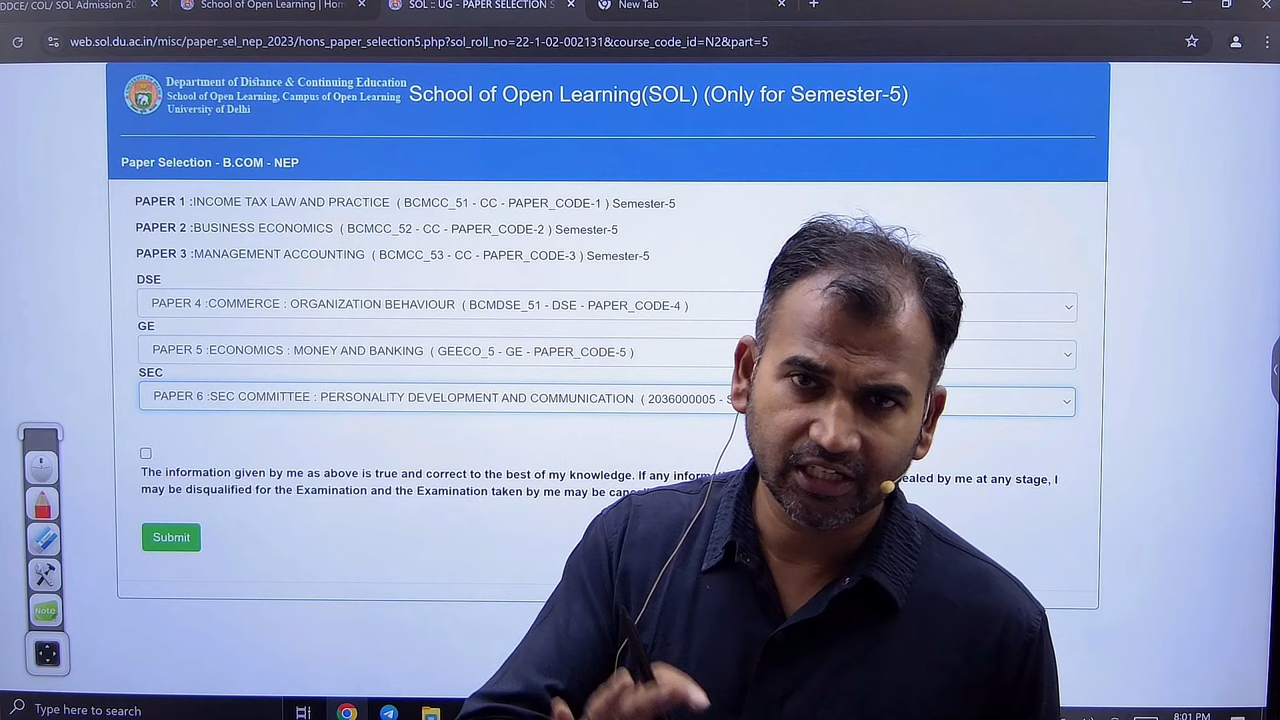 DDCE/ COL/ SOL Admission 20
School of Open Learning | Hom
SOL :: UG - PAPER SELECTION S
New Tab
web.sol.du.ac.in/misc/paper_sel_nep_2023/hons_paper_selection5.php?sol_roll_no=22-1-02-002131&course_code_id=N2&part=5
Department of Distance & Continuing Education
School of Open Learning, Campus of Open Learning
University of Delhi
School of Open Learning(SOL) (Only for Semester-5)
Paper Selection - B.COM - NEP
PAPER 1 :INCOME TAX LAW AND PRACTICE ( BCMCC_51 - CC - PAPER_CODE-1 ) Semester-5
PAPER 2 :BUSINESS ECONOMICS ( BCMCC_52 - CC - PAPER_CODE-2 ) Semester-5
PAPER 3 :MANAGEMENT ACCOUNTING ( BCMCC_53 - CC - PAPER_CODE-3 ) Semester-5
DSE
PAPER 4 :COMMERCE : ORGANIZATION BEHAVIOUR ( BCMDSE_51 - DSE - PAPER_CODE-4 )
GE
PAPER 5 :ECONOMICS : MONEY AND BANKING ( GEECO_5 - GE - PAPER_CODE-5 )
SEC
PAPER 6 :SEC COMMITTEE : PERSONALITY DEVELOPMENT AND COMMUNICATION ( 2036000005 - S
The information given by me as above is true and correct to the best of my knowledge. If any ealed by me at any stage, I
may be disqualified for the Examination and the Examination taken by me may be
Submit
Note
Type here to search
8:01 PM